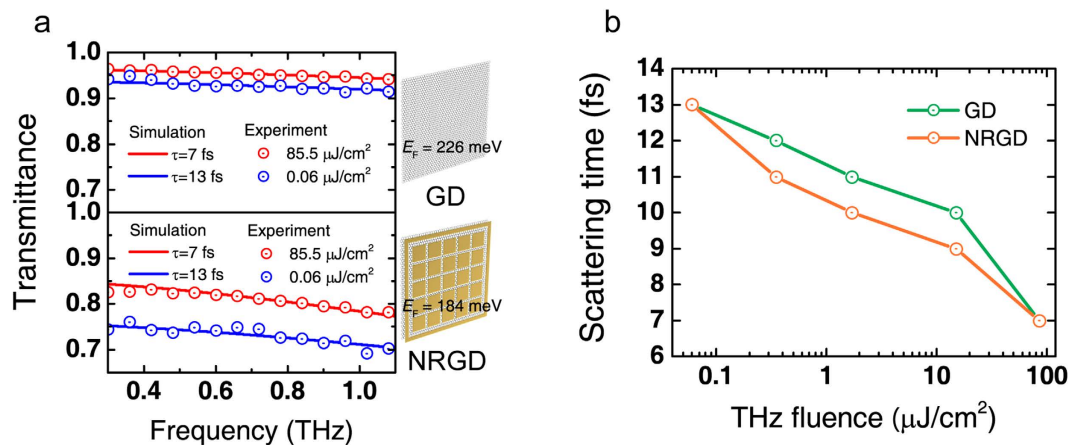 a
Transmittance
1.0
0.9
0.8
0.7
Simulation Experiment
τ=7 fs 85.5 μJ/cm²
τ=13 fs 0.06 μJ/cm²
E_F = 226 meV
GD
1.0
0.9
0.8
0.7
Simulation Experiment
τ=7 fs 85.5 μJ/cm²
τ=13 fs 0.06 μJ/cm²
E_F = 184 meV
NRGD
0.4 0.6 0.8 1.0
Frequency (THz)
b
Scattering time (fs)
14
13
12
11
10
9
8
7
6
GD
NRGD
0.1 1 10 100
THz fluence (μJ/cm²)